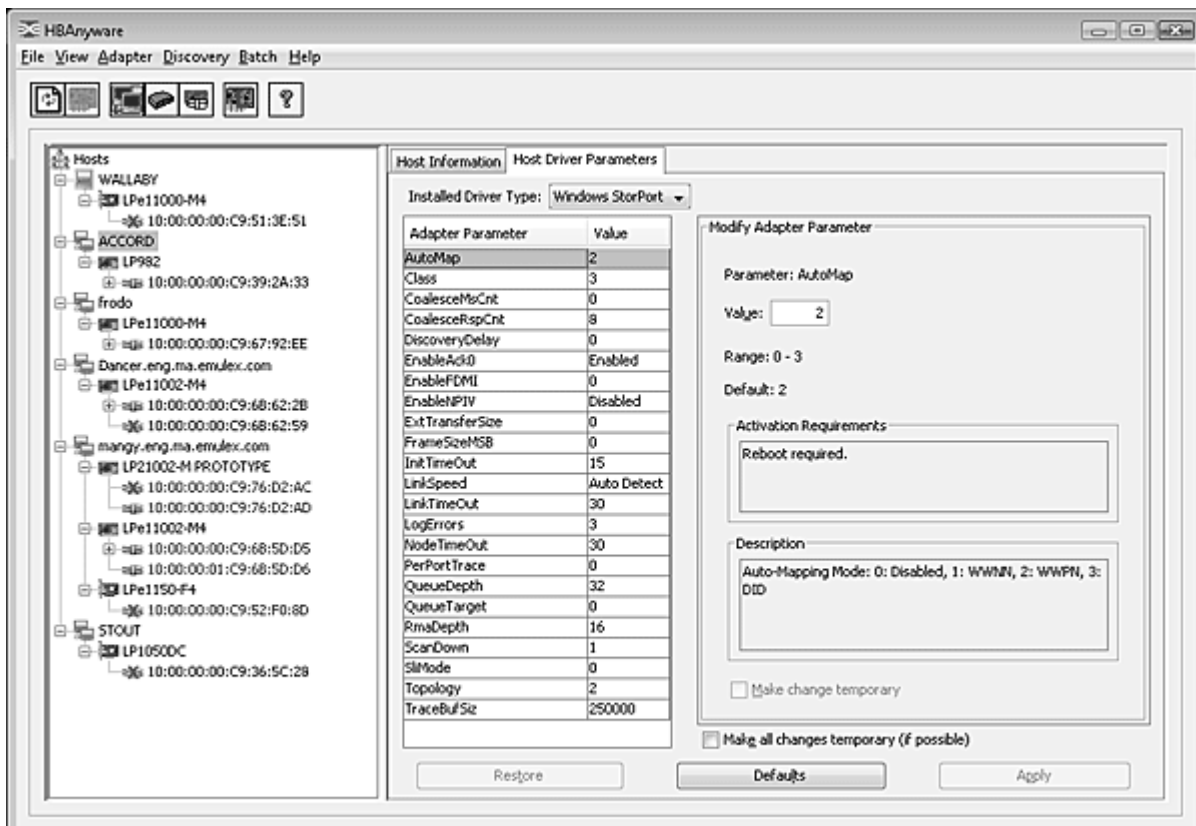 HBAnyware
File View Adapter Discovery Batch Help
Hosts
WALLABY
LPe11000-M4
10:00:00:00:C9:51:3E:51
ACCORD
LP982
10:00:00:00:C9:39:2A:33
frodo
LPe11000-M4
10:00:00:00:C9:67:92:EE
Dancer.eng.ma.emulex.com
LPe11002-M4
10:00:00:00:C9:68:62:2B
10:00:00:00:C9:68:62:59
mangy.eng.ma.emulex.com
LP21002-M PROTOTYPE
10:00:00:00:C9:76:D2:AC
10:00:00:00:C9:76:D2:AD
LPe11002-M4
10:00:00:00:C9:68:5D:D5
10:00:00:01:C9:68:5D:D6
LPe1150-F4
10:00:00:00:C9:52:F0:8D
STOUT
LP1050DC
10:00:00:00:C9:36:5C:28
Host Information Host Driver Parameters
Installed Driver Type: Windows StorPort
Adapter Parameter Value
AutoMap 2
Class 3
CoalesceMsCnt 0
CoalesceRspCnt 8
DiscoveryDelay 0
EnableAck0 Enabled
EnableFDMI 0
EnableNPIV Disabled
ExtTransferSize 0
FrameSizeMSB 0
InitTimeOut 15
LinkSpeed Auto Detect
LinkTimeOut 30
LogErrors 3
NodeTimeOut 30
PerPortTrace 0
QueueDepth 32
QueueTarget 0
RmaDepth 16
ScanDown 1
SliMode 0
Topology 2
TraceBufSiz 250000
Modify Adapter Parameter
Parameter: AutoMap
Value: 2
Range: 0 - 3
Default: 2
Activation Requirements
Reboot required.
Description
Auto-Mapping Mode: 0: Disabled, 1: WWNN, 2: WWPN, 3:
DID
Make change temporary
Make all changes temporary (if possible)
Restore Defaults Apply